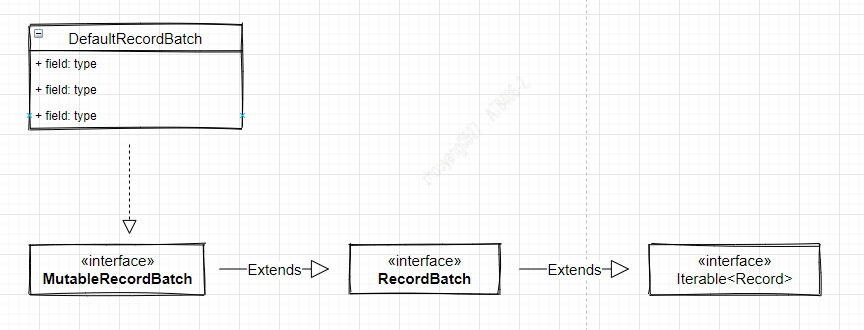 DefaultRecordBatch
+ field: type
+ field: type
+ field: type
«interface»
MutableRecordBatch
Extends
«interface»
RecordBatch
Extends
«interface»
Iterable<Record>